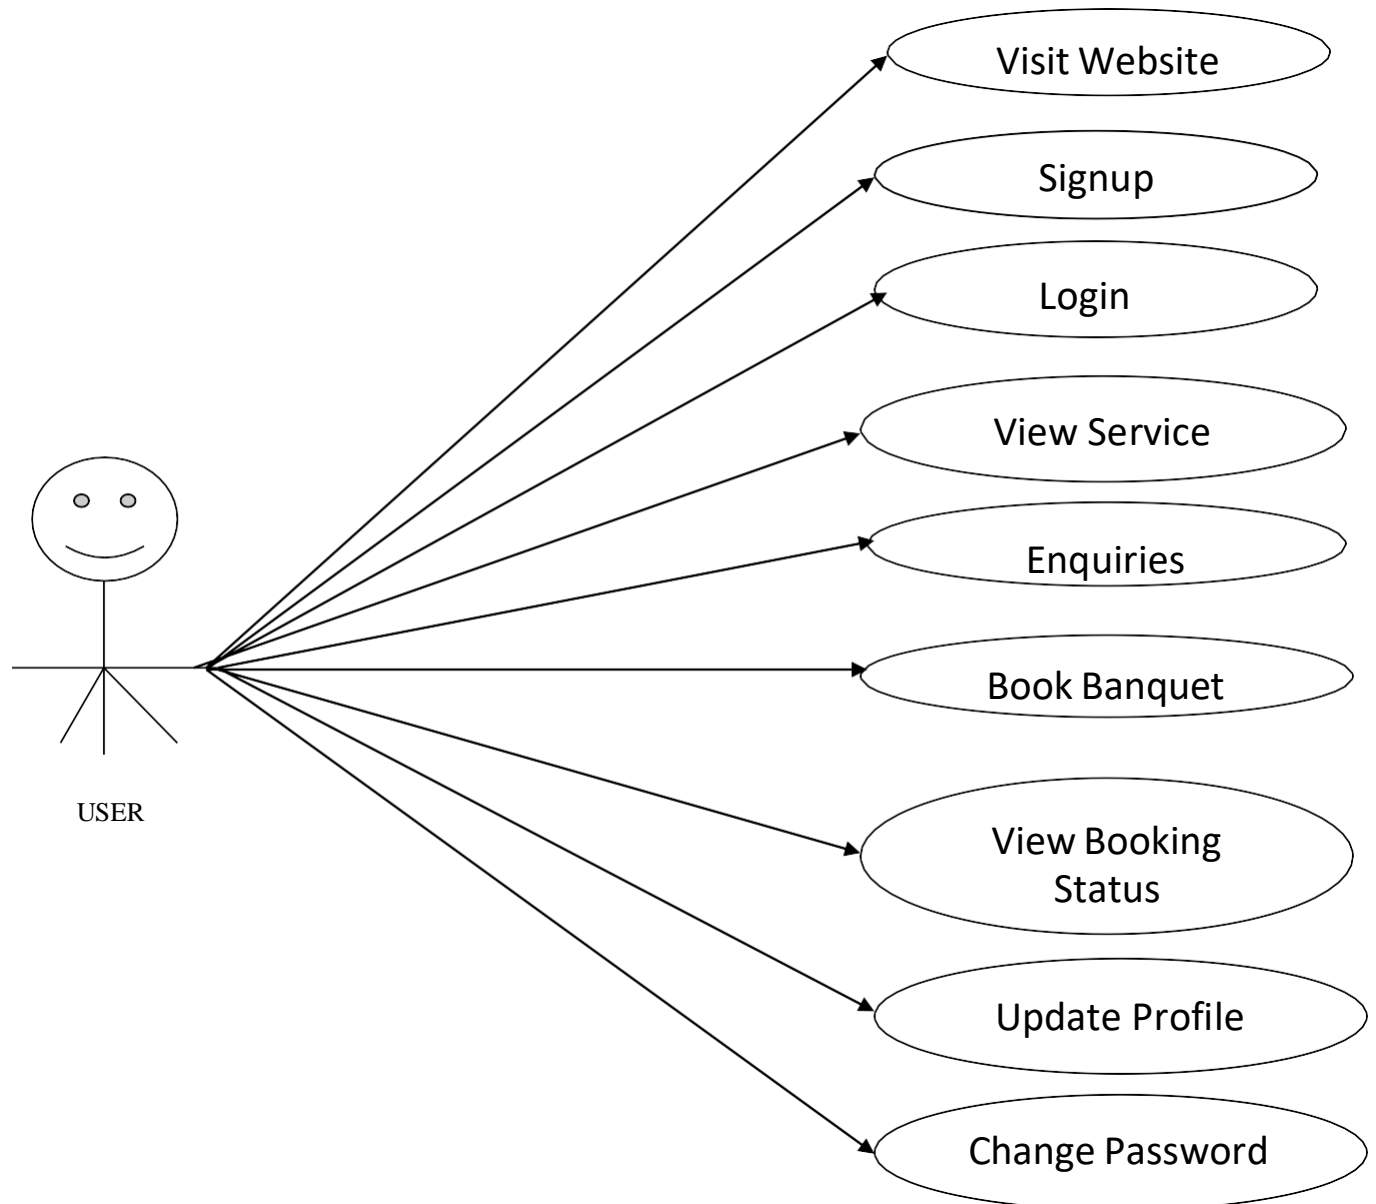 Visit Website
Signup
Login
View Service
Enquiries
Book Banquet
USER
View Booking
Status
Update Profile
Change Password